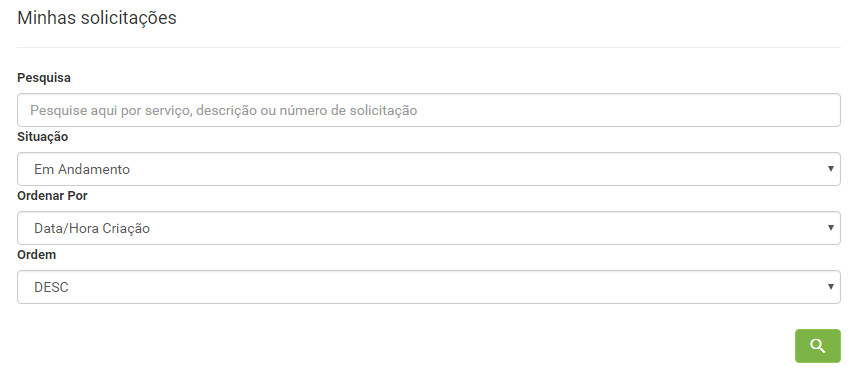 Minhas solicitações
Pesquisa
Pesquise aqui por serviço, descrição ou número de solicitação
Situação
Em Andamento
Ordenar Por
Data/Hora Criação
Ordem
DESC